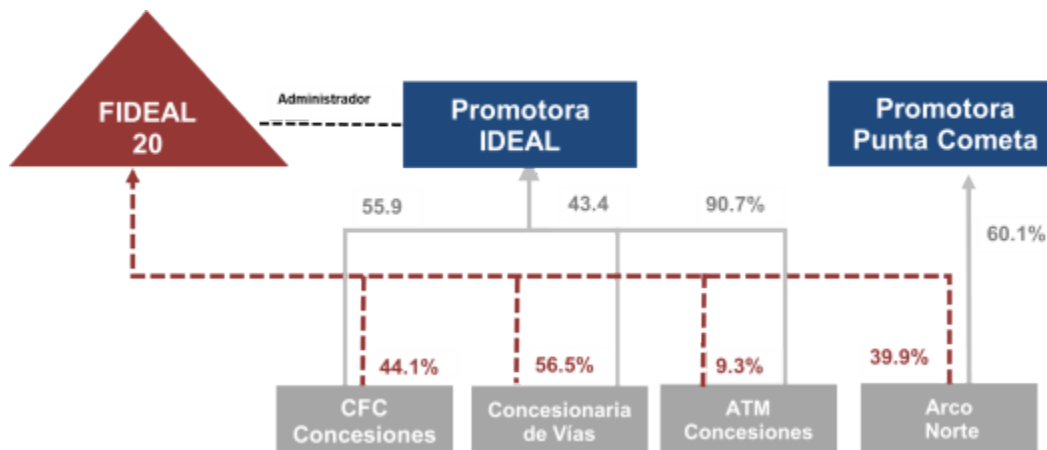 FIDEAL
20
Administrador
Promotora
IDEAL
Promotora
Punta Cometa
55.9
43.4
90.7%
60.1%
44.1%
56.5%
9.3%
39.9%
CFC
Concesiones
Concesionaria
de Vías
ATM
Concesiones
Arco
Norte